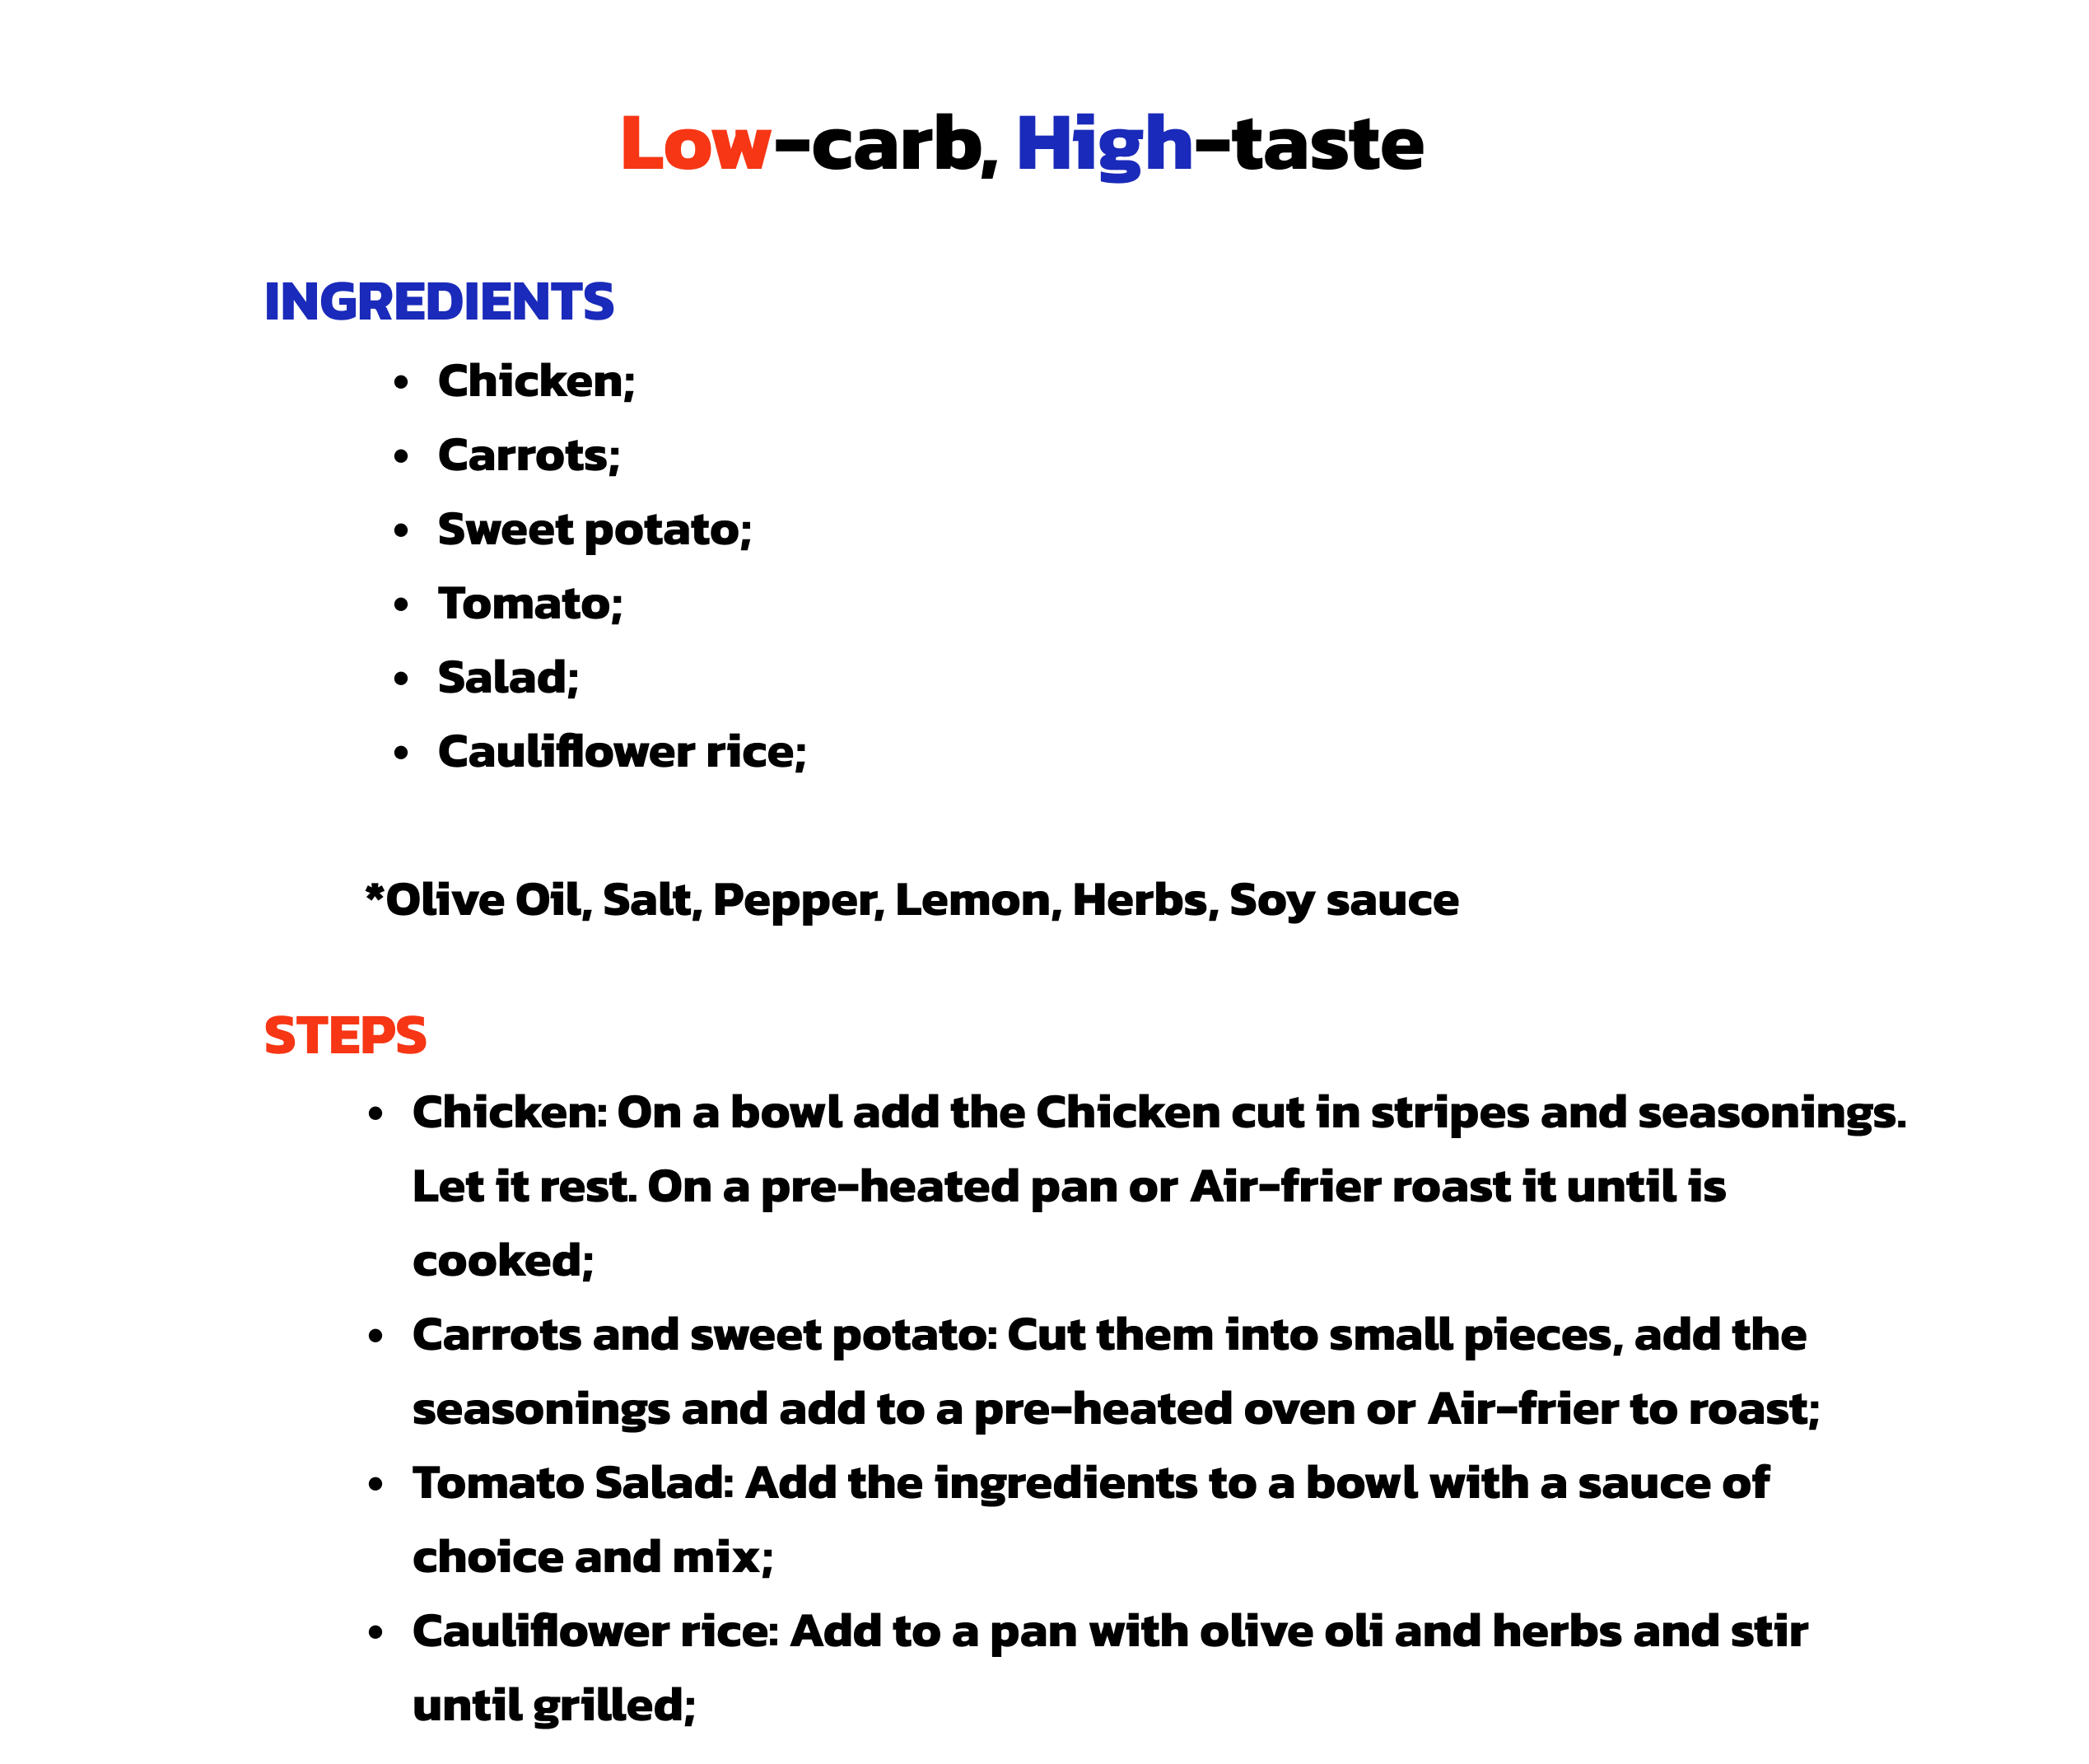 Low-carb, High-taste
INGREDIENTS
• Chicken;
• Carrots;
• Sweet potato;
• Tomato;
• Salad;
• Cauliflower rice;
*Olive Oil, Salt, Pepper, Lemon, Herbs, Soy sauce
STEPS
• Chicken: On a bowl add the Chicken cut in stripes and seasonings.
Let it rest. On a pre-heated pan or Air-frier roast it until is
cooked;
• Carrots and sweet potato: Cut them into small pieces, add the
seasonings and add to a pre-heated oven or Air-frier to roast;
• Tomato Salad: Add the ingredients to a bowl with a sauce of
choice and mix;
• Cauliflower rice: Add to a pan with olive oli and herbs and stir
until grilled;